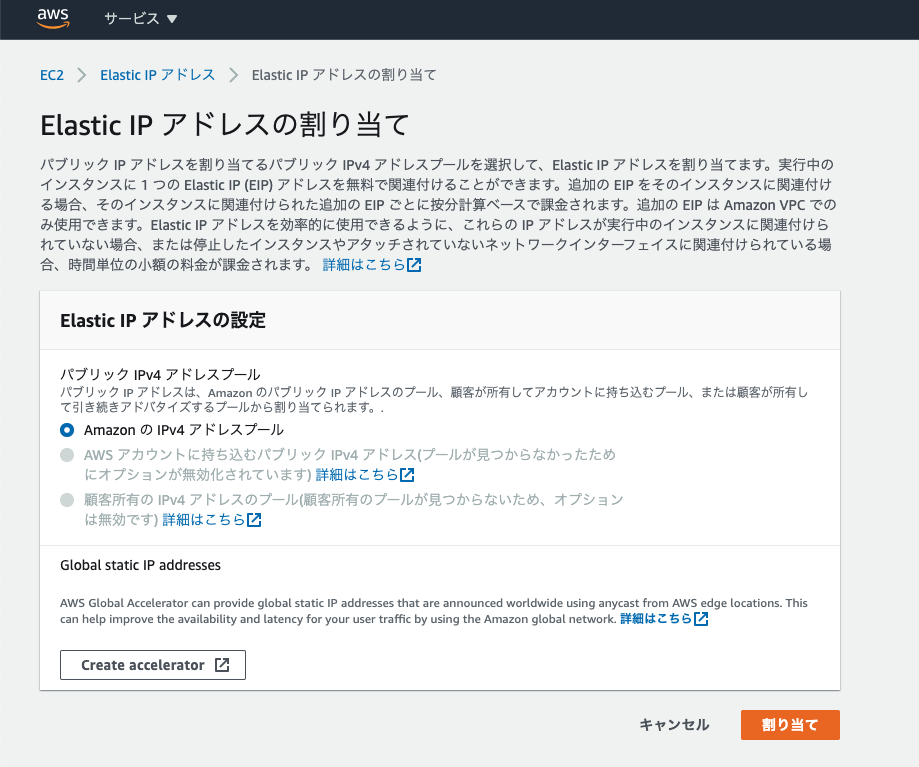 aws サービス ▼
EC2 > Elastic IP アドレス > Elastic IP アドレスの割り当て
Elastic IP アドレスの割り当て
パブリック IP アドレスを割り当てるパブリック IPv4 アドレスプールを選択して、Elastic IP アドレスを割り当てます。実行中の
インスタンスに 1 つの Elastic IP (EIP) アドレスを無料で関連付けることができます。追加の EIP をそのインスタンスに関連付け
る場合、そのインスタンスに関連付けられた追加の EIP ごとに按分計算ベースで課金されます。追加の EIP は Amazon VPC での
み使用できます。Elastic IP アドレスを効率的に使用できるように、これらの IP アドレスが実行中のインスタンスに関連付けら
れていない場合、または停止したインスタンスやアタッチされていないネットワークインターフェイスに関連付けられている場
合、時間単位の小額の料金が課金されます。 詳細はこちら
Elastic IP アドレスの設定
パブリック IPv4 アドレスプール
パブリック IP アドレスは、Amazon のパブリック IP アドレスのプール、顧客が所有してアカウントに持ち込むプール、または顧客が所有し
て引き続きアドバタイズするプールから割り当てられます。.
Amazon の IPv4 アドレスプール
AWS アカウントに持ち込むパブリック IPv4 アドレス(プールが見つからなかったため
にオプションが無効化されています) 詳細はこちら
顧客所有の IPv4 アドレスのプール(顧客所有のプールが見つからないため、オプション
は無効です) 詳細はこちら
Global static IP addresses
AWS Global Accelerator can provide global static IP addresses that are announced worldwide using anycast from AWS edge locations. This
can help improve the availability and latency for your user traffic by using the Amazon global network. 詳細はこちら
Create accelerator
キャンセル 割り当て